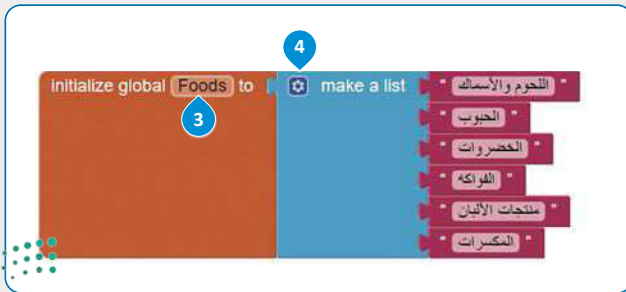 4
initialize global Foods to make a list " اللحوم والأسماك "
3
" الحبوب "
" الخضروات "
" الفواكه "
" منتجات الألبان "
" المكسرات "